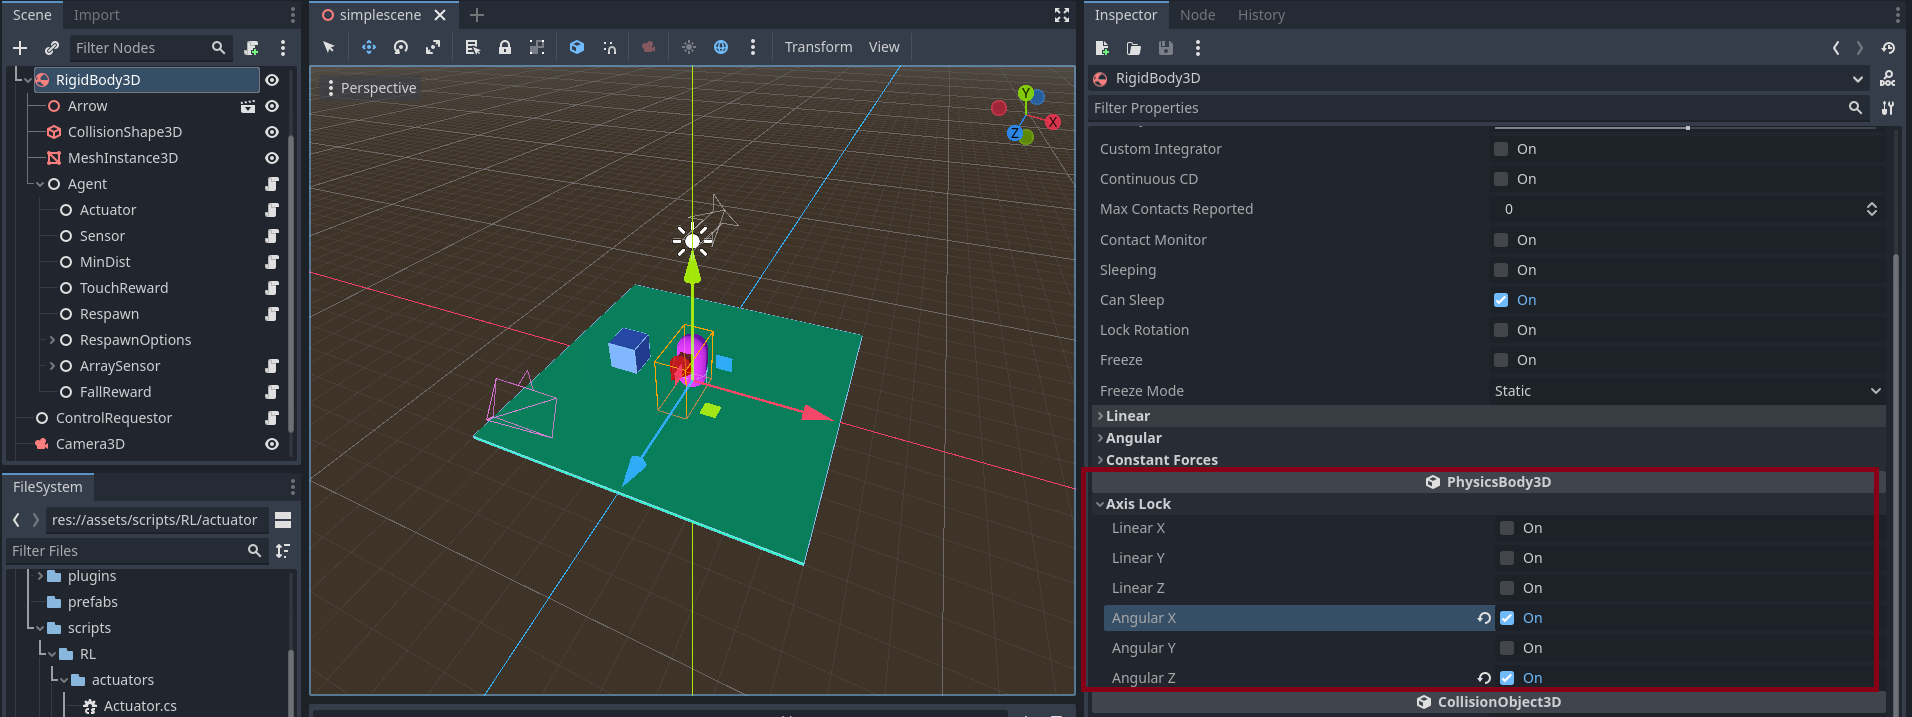 Scene Import
Filter Nodes
RigidBody3D
Arrow
CollisionShape3D
MeshInstance3D
Agent
Actuator
Sensor
MinDist
TouchReward
Respawn
RespawnOptions
ArraySensor
FallReward
ControlRequestor
Camera3D
FileSystem
res://assets/scripts/RL/actuator
Filter Files
plugins
prefabs
scripts
RL
actuators
Actuator.cs
simplescene
Transform View
Perspective
Y
X
Z
Inspector Node History
RigidBody3D
Filter Properties
Custom Integrator On
Continuous CD On
Max Contacts Reported 0
Contact Monitor On
Sleeping On
Can Sleep On
Lock Rotation On
Freeze On
Freeze Mode Static
Linear
Angular
Constant Forces
PhysicsBody3D
Axis Lock
Linear X On
Linear Y On
Linear Z On
Angular X On
Angular Y On
Angular Z On
CollisionObject3D